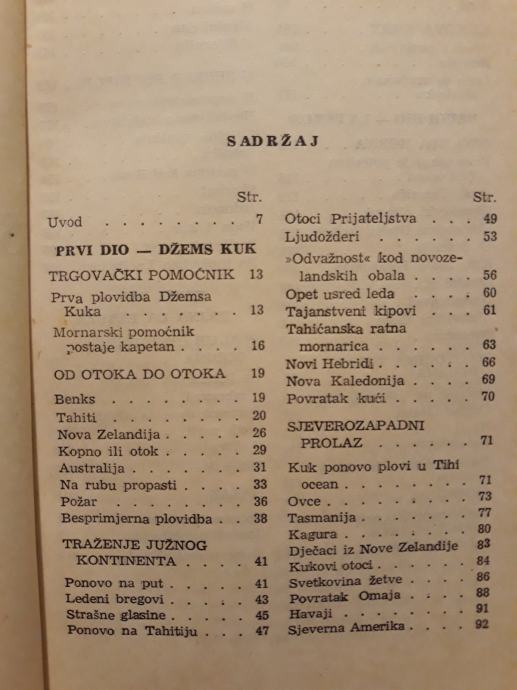 SADRŽAJ
Str.
Uvod . . . . . . . . 7
PRVI DIO — DŽEMS KUK
TRGOVAČKI POMOĆNIK 13
Prva plovidba Džemsa
Kuka . . . . . . . 13
Mornarski pomoćnik
postaje kapetan . . . . 16
OD OTOKA DO OTOKA 19
Benks . . . . . . . . 19
Tahiti . . . . . . . . 20
Nova Zelandija . . . . . 26
Kopno ili otok . . . . . 29
Australija . . . . . . . 31
Na rubu propasti . . . . 33
Požar . . . . . . . . 36
Besprimjerna plovidba . . 38
TRAŽENJE JUŽNOG
KONTINENTA . . . . 41
Ponovo na put . . . . . 41
Ledeni bregovi . . . . . 43
Strašne glasine . . . . . 45
Ponovo na Tahitiju . . . . 47
Str.
Otoci Prijateljstva . . . 49
Ljudožderi . . . . . . 53
»Odvažnost« kod novoze-
landskih obala . . . . 56
Opet usred leda . . . . 60
Tajanstveni kipovi . . . 61
Tahićanska ratna
mornarica . . . . . 63
Novi Hebridi . . . . . 66
Nova Kaledonija . . . . 69
Povratak kući . . . . . 70
SJEVEROZAPADNI
PROLAZ . . . . . . 71
Kuk ponovo plovi u Tihi
ocean . . . . . . . 71
Ovce . . . . . . . . 73
Tasmanija . . . . . . 77
Kagura . . . . . . . 80
Dječaci iz Nove Zelandije 83
Kukovi otoci . . . . . 84
Svetkovina žetve . . . . 86
Povratak Omaja . . . . 88
Havaji . . . . . . . . 91
Sjeverna Amerika . . . . 92